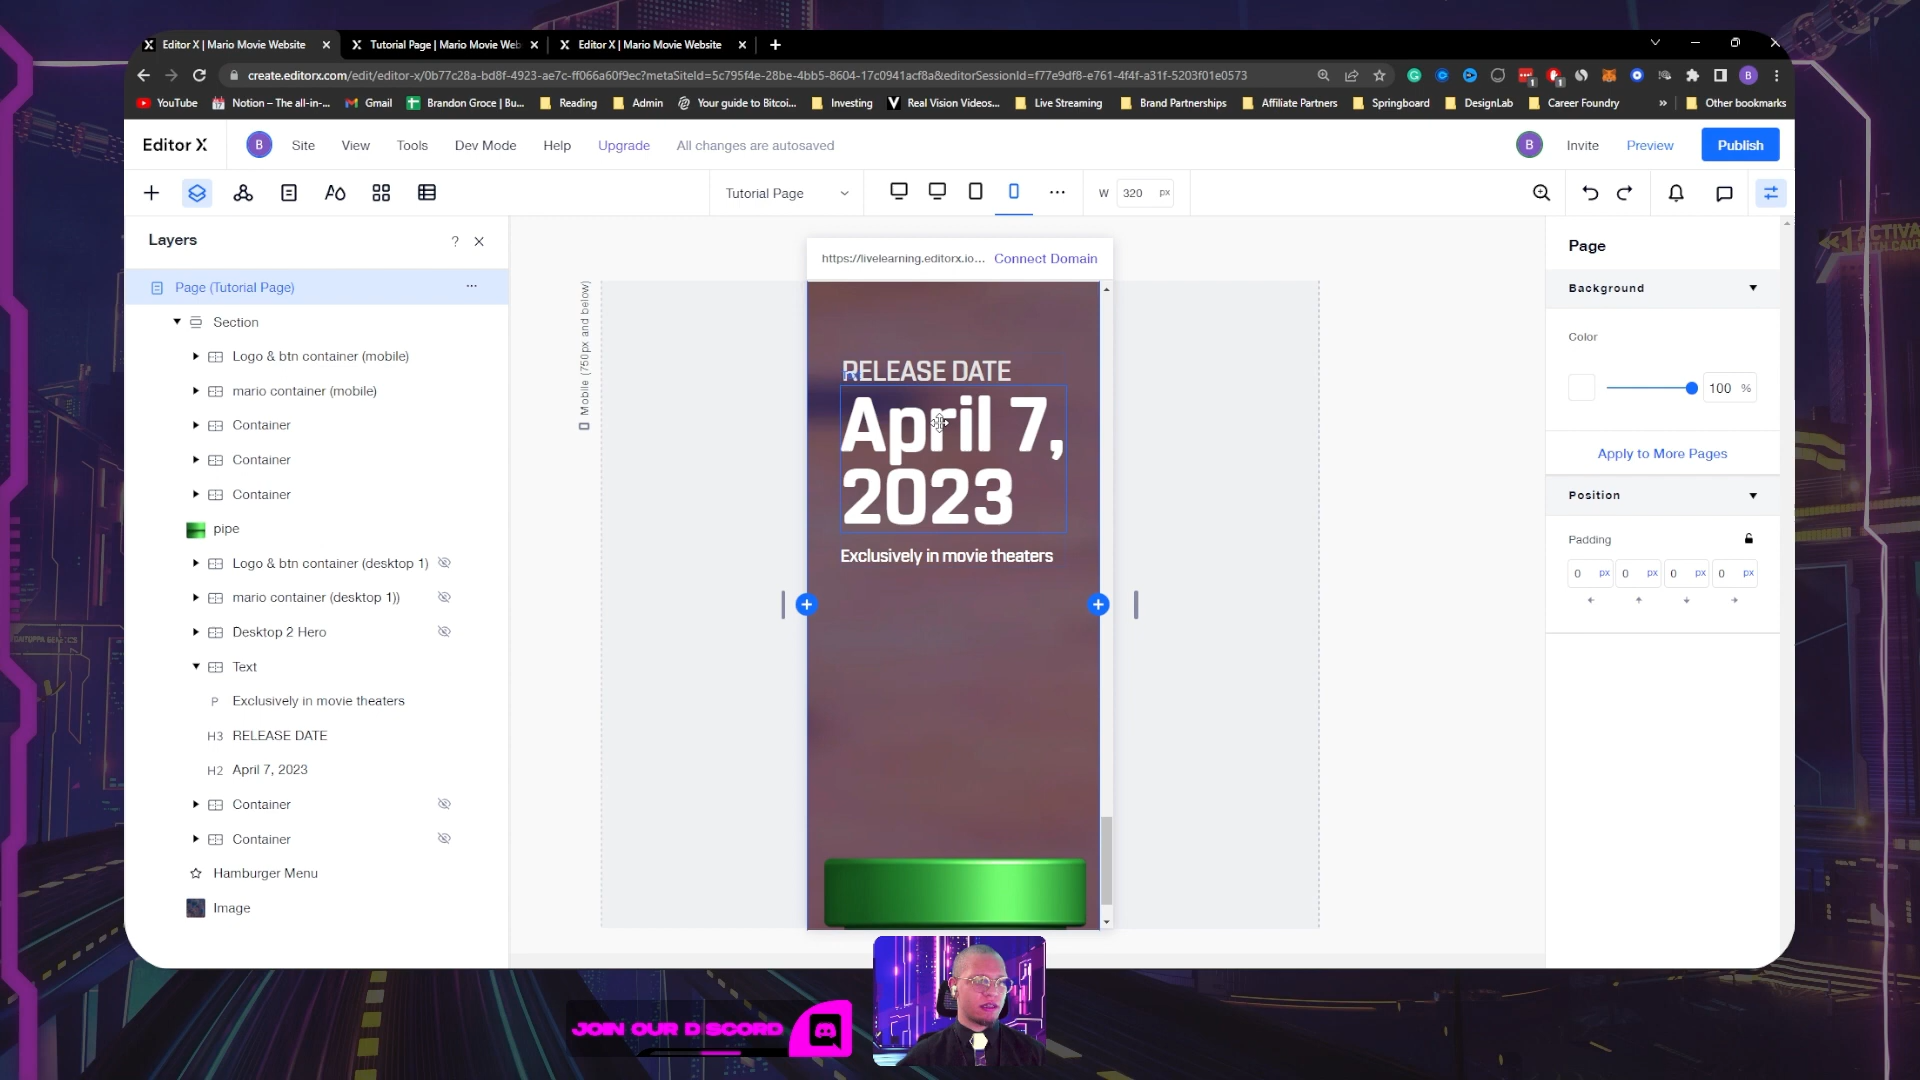 Editor X | Mario Movie Website
Tutorial Page | Mario Movie Web
Editor X | Mario Movie Website
create.editorx.com/edit/editor-x/0b77c28a-bd8f-4923-ae7c-ff066a60f9ec?metaSiteId=5c795f4e-28be-4bb5-8604-17c0941acf8a&editorSessionId=f77e9df8-e761-4f4f-a31f-5203f01e0573
YouTube
Notion – The all-in-...
Gmail
Brandon Groce | Bu...
Reading
Admin
Your guide to Bitcoi...
Investing
Real Vision Videos...
Live Streaming
Brand Partnerships
Affiliate Partners
Springboard
DesignLab
Career Foundry
»
Other bookmarks
Editor X
B
Site
View
Tools
Dev Mode
Help
Upgrade
All changes are autosaved
B
Invite
Preview
Publish
Tutorial Page
W 320 px
Layers
?
Page (Tutorial Page)
Section
Logo & btn container (mobile)
mario container (mobile)
Container
Container
Container
pipe
Logo & btn container (desktop 1)
mario container (desktop 1))
Desktop 2 Hero
Text
P Exclusively in movie theaters
H3 RELEASE DATE
H2 April 7, 2023
Container
Container
Hamburger Menu
Image
Mobile (750px and below)
https://livelearning.editorx.io...
Connect Domain
RELEASE DATE
April 7,
2023
Exclusively in movie theaters
Page
Background
Color
100 %
Apply to More Pages
Position
Padding
0 px 0 px 0 px 0 px
JOIN OUR DISCORD